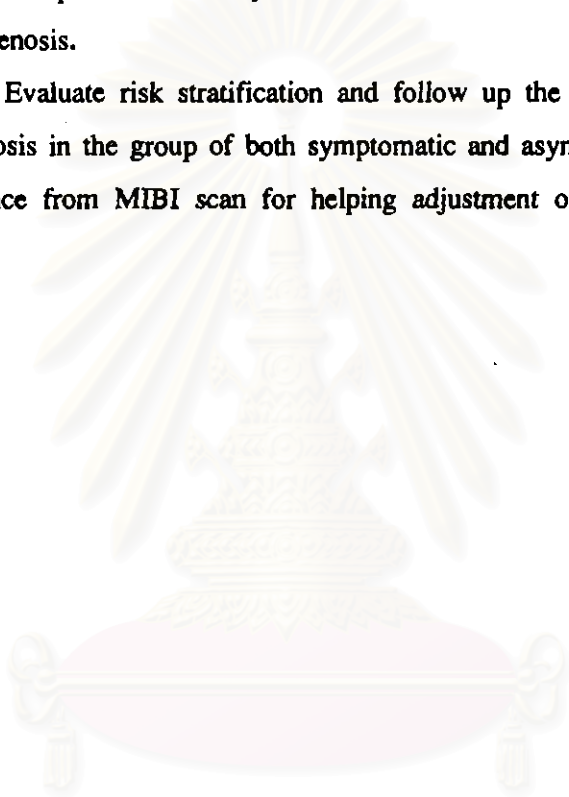 enosis.
Evaluate risk stratification and follow up the
osis in the group of both symptomatic and asyn
ce from MIBI scan for helping adjustment o